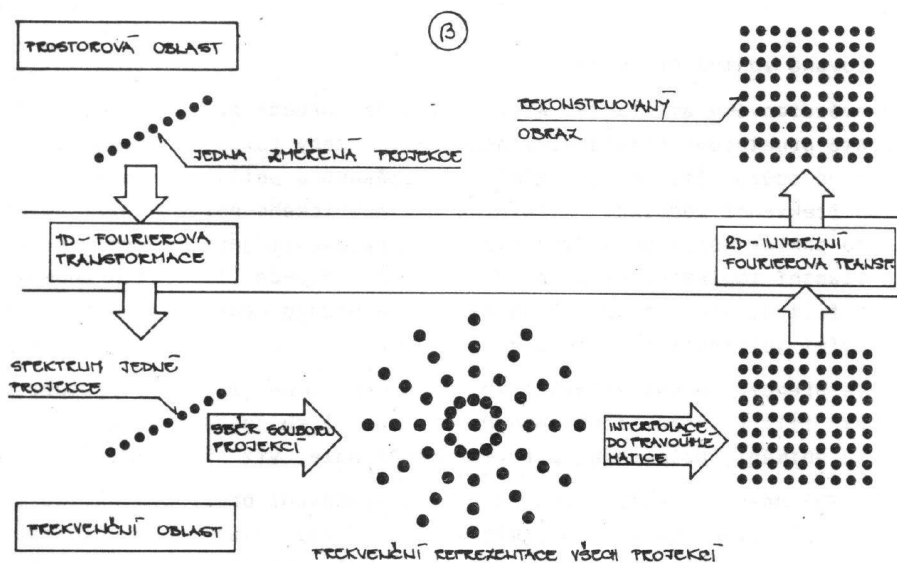 β
PROSTOROVÁ OBLAST
REKONSTRUOVANÝ
OBRAZ
JEDNA ZMĚŘENÁ PROJEKCE
1D-FOURIEROVA
TRANSFORMACE
2D-INVERZNÍ
FOURIEROVA TRANSF.
SPEKTRUM JEDNÉ
PROJEKCE
SBĚR SOUBORU
PROJEKCÍ
INTERPOLACE
DO PRAVOÚHLÉ
MATICE
FREKVENČNÍ OBLAST
FREKVENČNÍ REPREZENTACE VŠECH PROJEKCÍ